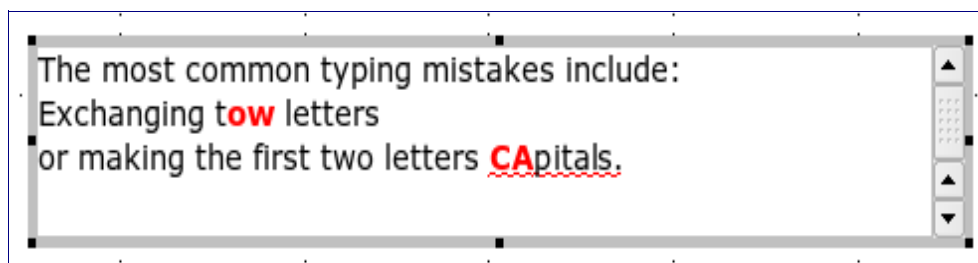 The most common typing mistakes include:
Exchanging tow letters
or making the first two letters CApitals.